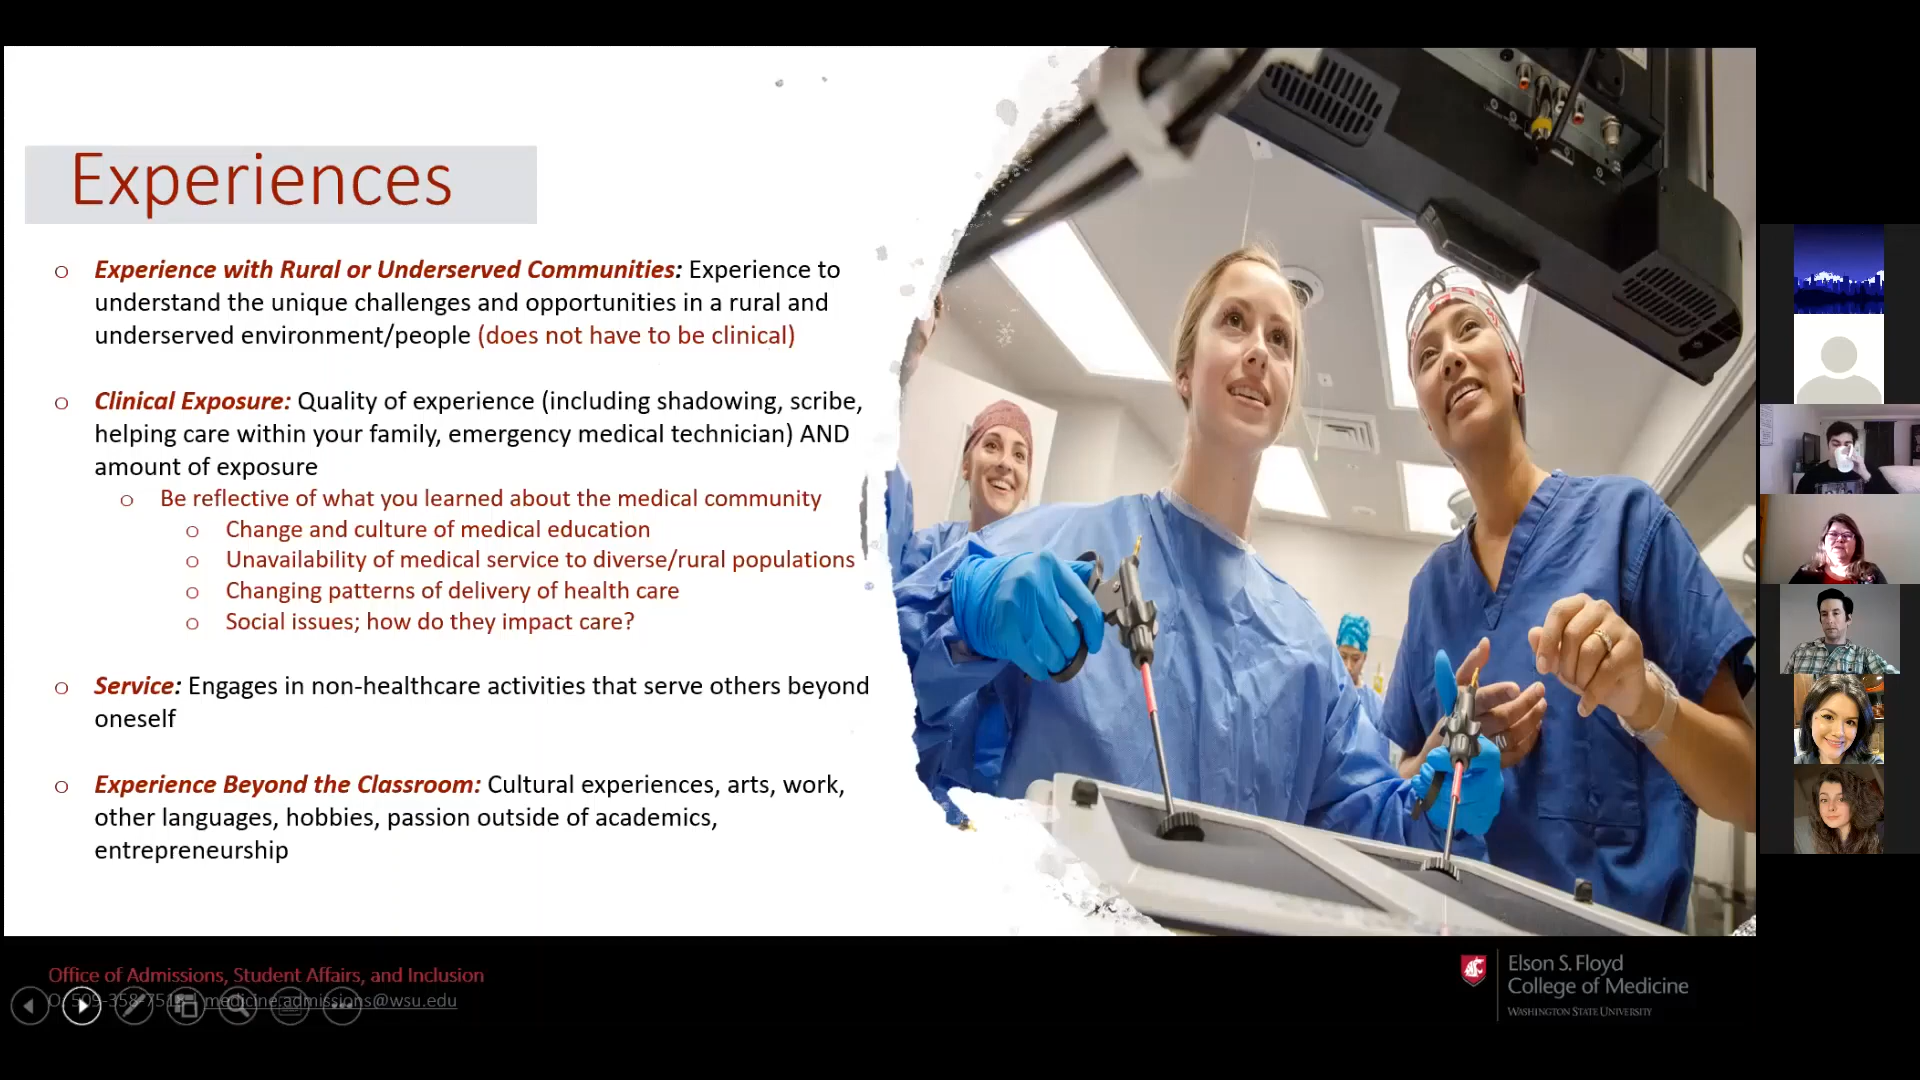 Experiences
o Experience with Rural or Underserved Communities: Experience to
understand the unique challenges and opportunities in a rural and
underserved environment/people (does not have to be clinical)
o Clinical Exposure: Quality of experience (including shadowing, scribe,
helping care within your family, emergency medical technician) AND
amount of exposure
o Be reflective of what you learned about the medical community
o Change and culture of medical education
o Unavailability of medical service to diverse/rural populations
o Changing patterns of delivery of health care
o Social issues; how do they impact care?
o Service: Engages in non-healthcare activities that serve others beyond
oneself
o Experience Beyond the Classroom: Cultural experiences, arts, work,
other languages, hobbies, passion outside of academics,
entrepreneurship
Office of Admissions, Student Affairs, and Inclusion
medicine.admissions@wsu.edu
Elson S. Floyd
College of Medicine
WASHINGTON STATE UNIVERSITY